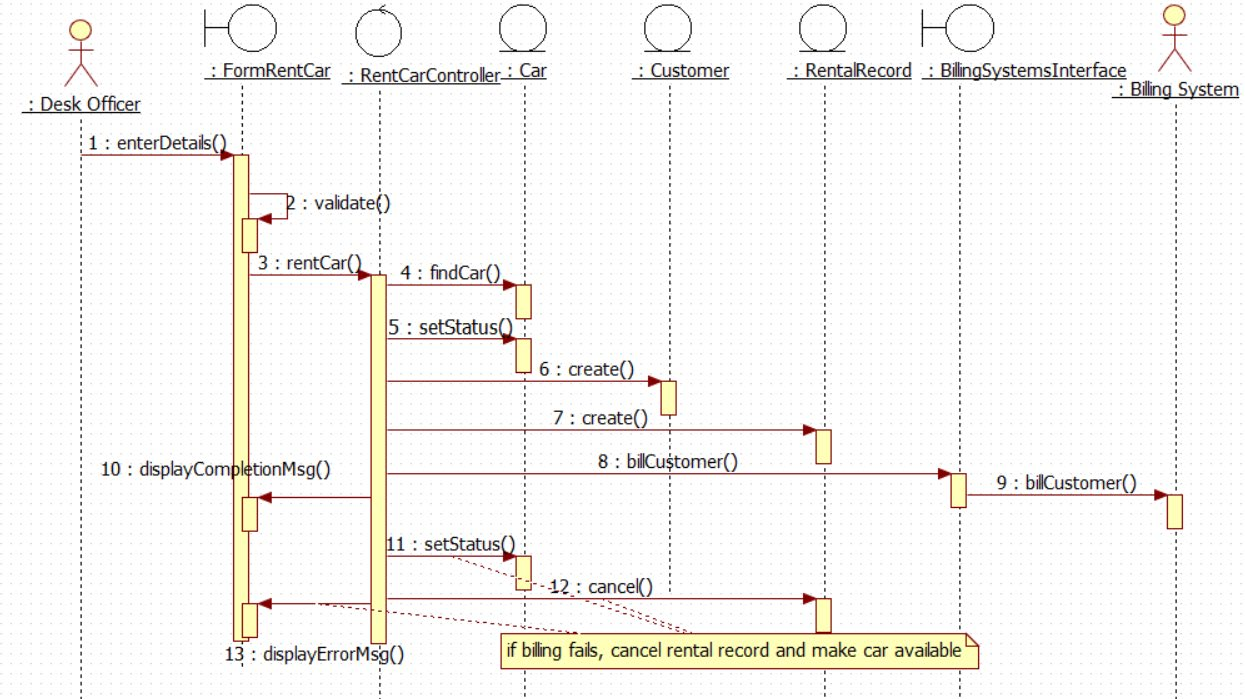 : FormRentCar
: RentCarController
: Car
: Customer
: RentalRecord
: BillingSystemsInterface
: Billing System
: Desk Officer
1 : enterDetails()
2 : validate()
3 : rentCar()
4 : findCar()
5 : setStatus()
6 : create()
7 : create()
8 : billCustomer()
10 : displayCompletionMsg()
9 : billCustomer()
11 : setStatus()
12 : cancel()
13 : displayErrorMsg()
if billing fails, cancel rental record and make car available